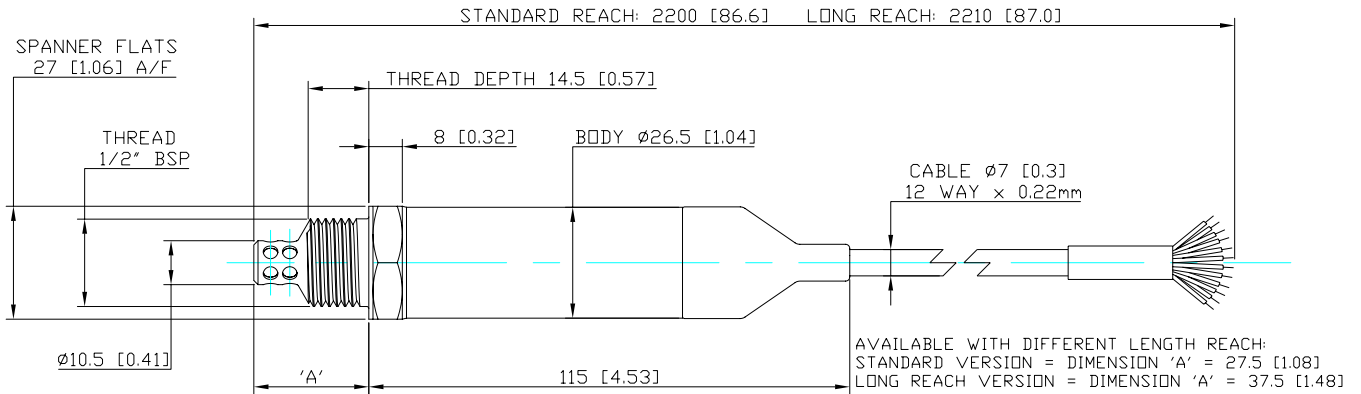 STANDARD REACH: 2200 [86.6] LONG REACH: 2210 [87.0]
SPANNER FLATS
27 [1.06] A/F
THREAD DEPTH 14.5 [0.57]
THREAD
1/2" BSP
8 [0.32]
BODY ø26.5 [1.04]
CABLE ø7 [0.3]
12 WAY x 0.22mm
ø10.5 [0.41]
'A'
115 [4.53]
AVAILABLE WITH DIFFERENT LENGTH REACH:
STANDARD VERSION = DIMENSION 'A' = 27.5 [1.08]
LONG REACH VERSION = DIMENSION 'A' = 37.5 [1.48]